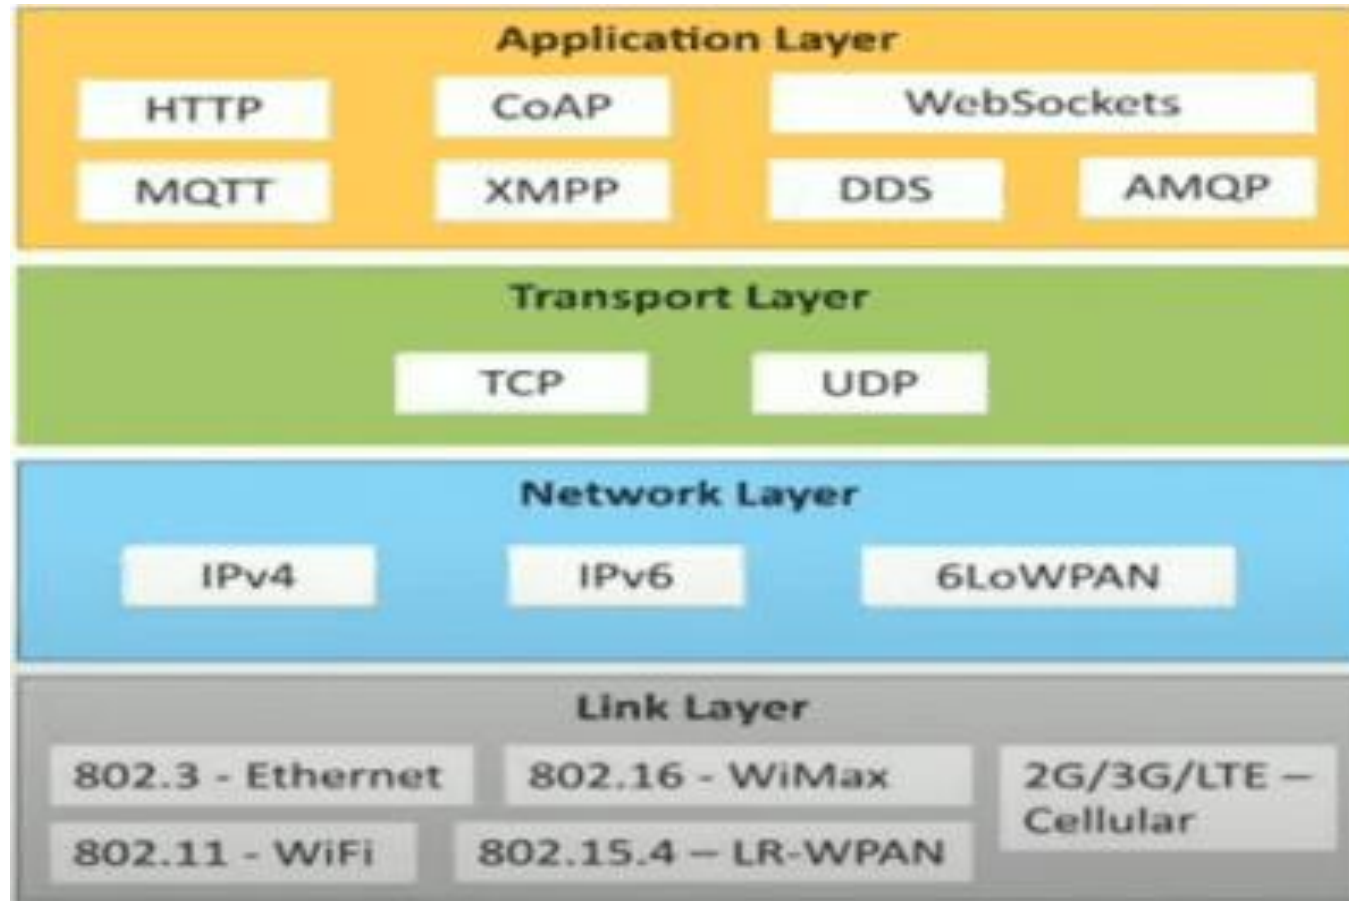 Application Layer
HTTP
CoAP
WebSockets
MQTT
XMPP
DDS
AMQP
Transport Layer
TCP
UDP
Network Layer
IPv4
IPv6
6LoWPAN
Link Layer
802.3 - Ethernet
802.16 - WiMax
2G/3G/LTE –
Cellular
802.11 - WiFi
802.15.4 – LR-WPAN